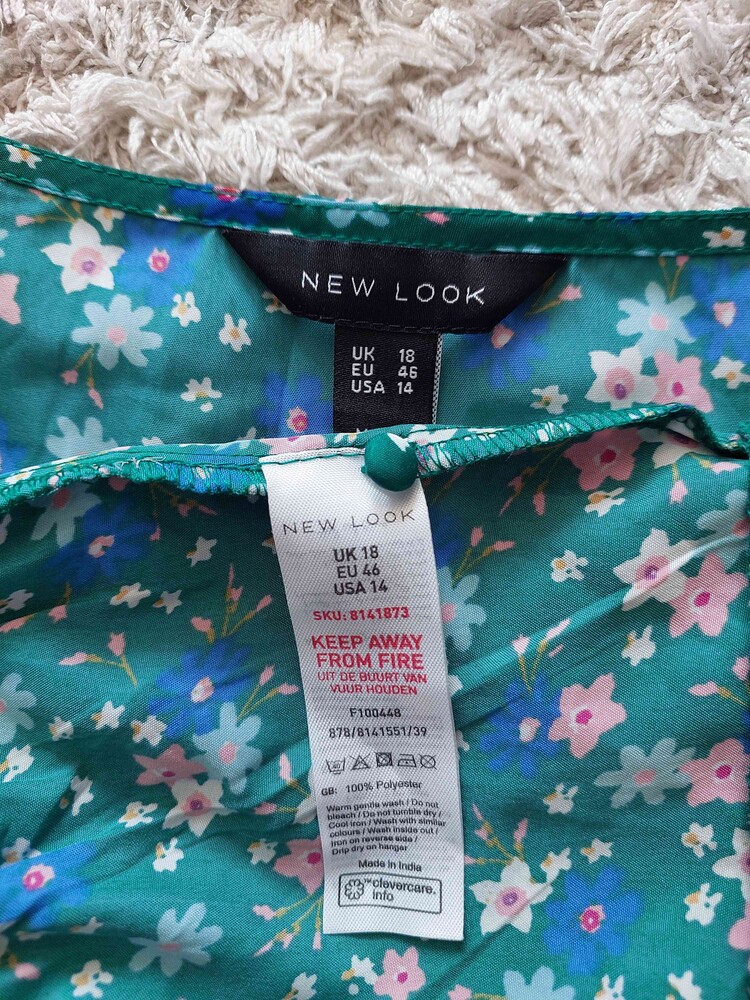 NEW LOOK
UK 18
EU 46
USA 14
NEW LOOK
UK 18
EU 46
USA 14
SKU: 8141873
KEEP AWAY
FROM FIRE
UIT DE BUURT VAN
VUUR HOUDEN
F100448
878/8141551/39
40
GB: 100% Polyester
Warm gentle wash / Do not
bleach / Do not tumble dry /
Cool iron / Wash with similar
colours / Wash inside out /
Iron on reverse side /
Drip dry on hanger
Made in India
™clevercare.
info